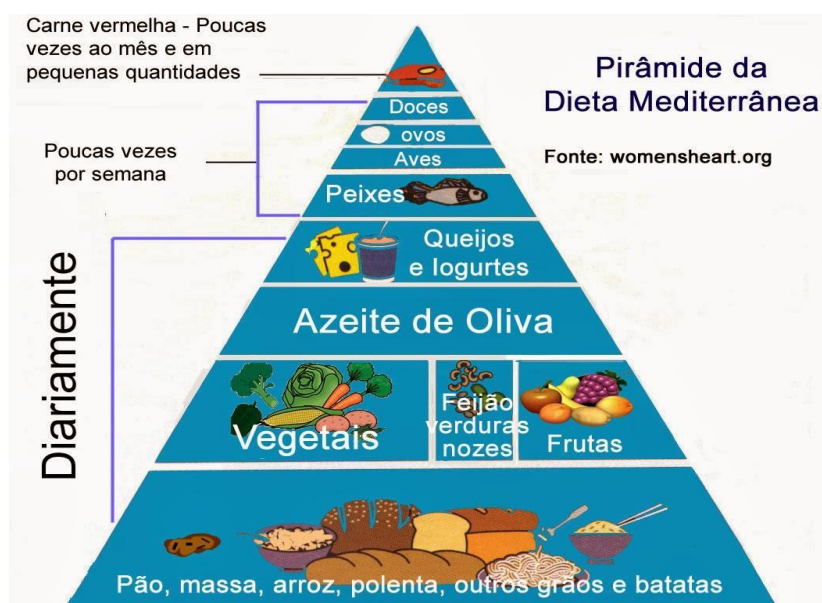 Carne vermelha - Poucas
vezes ao mês e em
pequenas quantidades
Pirâmide da
Dieta Mediterrânea
Fonte: womensheart.org
Doces
ovos
Aves
Peixes
Poucas vezes
por semana
Queijos
e Iogurtes
Azeite de Oliva
Diariamente
Vegetais
Feijão
verduras
nozes
Frutas
Pão, massa, arroz, polenta, outros grãos e batatas